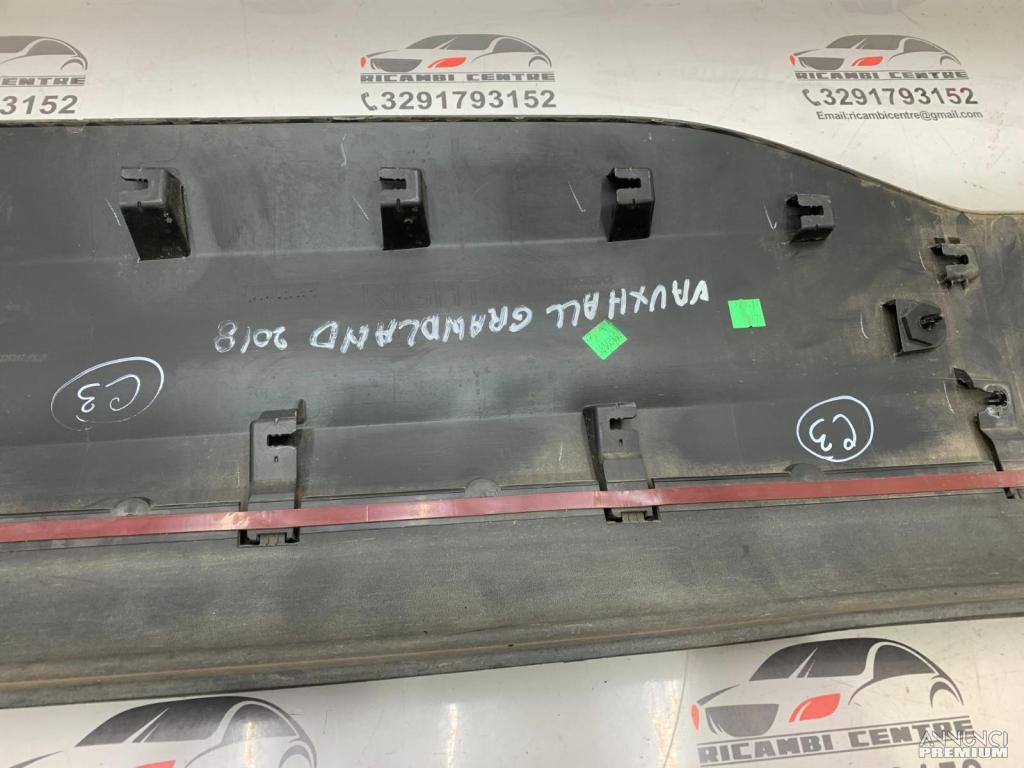 RICAMBI CENTRE
3152
RICAMBI CENTRE
3291793152
RICAMBI CENTRE
3291793152
Email:ricambicentre@gmail.com
RIGHT
VAUXHALL GRANDLAND 2018
C3
C3
RICAMBI CENTRE
ANNUNCI
PREMIUM